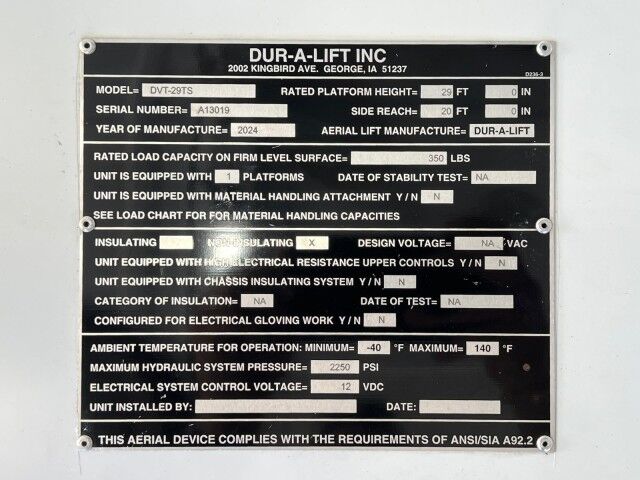 DUR-A-LIFT INC
2002 KINGBIRD AVE. GEORGE, IA 51237
D236-3
MODEL= DVT-29TS RATED PLATFORM HEIGHT= 29 FT 0 IN
SERIAL NUMBER= A13019 SIDE REACH= 20 FT 0 IN
YEAR OF MANUFACTURE= 2024 AERIAL LIFT MANUFACTURE= DUR-A-LIFT
RATED LOAD CAPACITY ON FIRM LEVEL SURFACE= 350 LBS
UNIT IS EQUIPPED WITH 1 PLATFORMS DATE OF STABILITY TEST= NA
UNIT IS EQUIPPED WITH MATERIAL HANDLING ATTACHMENT Y / N N
SEE LOAD CHART FOR FOR MATERIAL HANDLING CAPACITIES
INSULATING NON-INSULATING X DESIGN VOLTAGE= NA VAC
UNIT EQUIPPED WITH HIGH ELECTRICAL RESISTANCE UPPER CONTROLS Y / N N
UNIT EQUIPPED WITH CHASSIS INSULATING SYSTEM Y / N N
CATEGORY OF INSULATION= NA DATE OF TEST= NA
CONFIGURED FOR ELECTRICAL GLOVING WORK Y / N N
AMBIENT TEMPERATURE FOR OPERATION: MINIMUM= -40 °F MAXIMUM= 140 °F
MAXIMUM HYDRAULIC SYSTEM PRESSURE= 2250 PSI
ELECTRICAL SYSTEM CONTROL VOLTAGE= 12 VDC
UNIT INSTALLED BY: DATE:
THIS AERIAL DEVICE COMPLIES WITH THE REQUIREMENTS OF ANSI/SIA A92.2